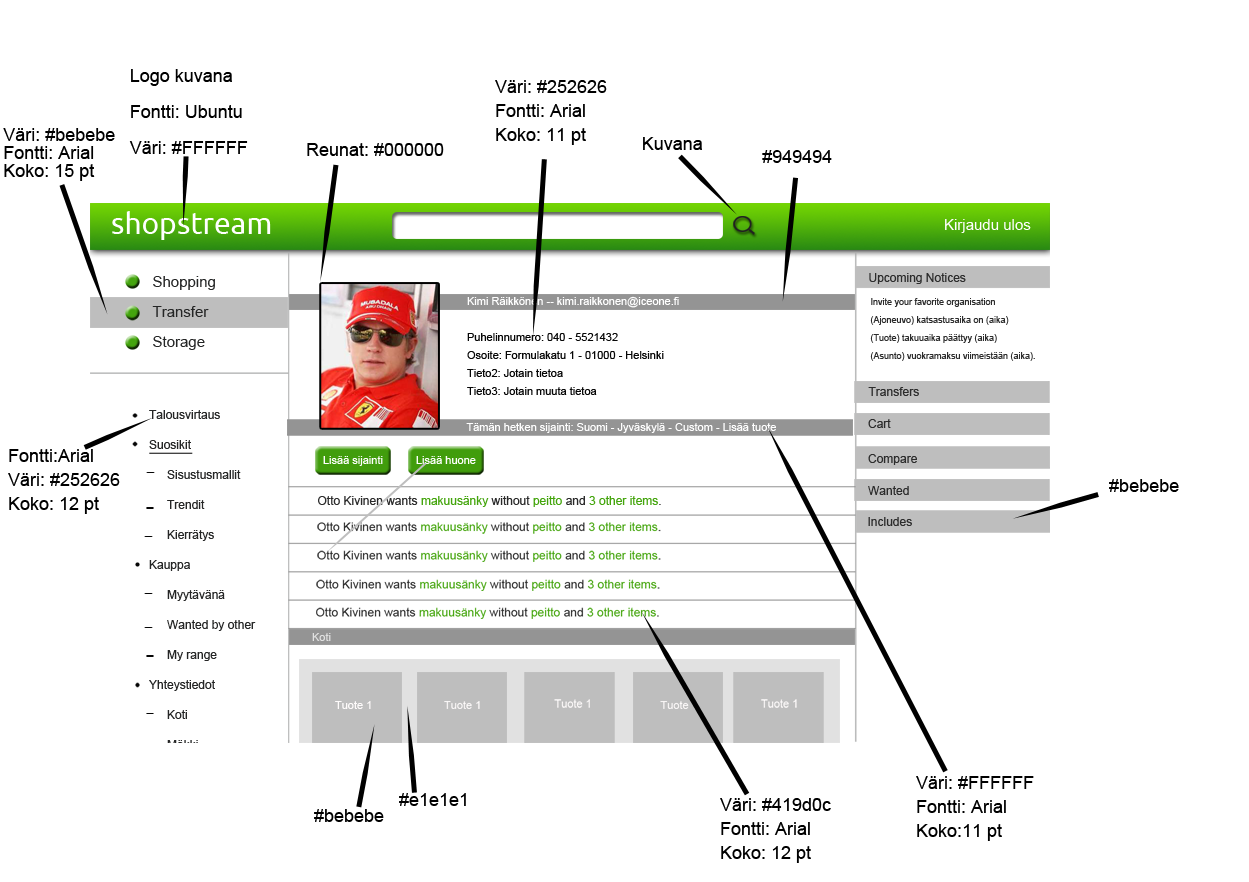 Logo kuvana
Fontti: Ubuntu
Väri: #FFFFFF
Väri: #bebebe
Fontti: Arial
Koko: 15 pt
Reunat: #000000
Väri: #252626
Fontti: Arial
Koko: 11 pt
Kuvana
#949494
shopstream
Kirjaudu ulos
Shopping
Transfer
Storage
Talousvirtaus
Suosikit
Sisustusmallit
Trendit
Kierrätys
Kauppa
Myytävänä
Wanted by other
My range
Yhteystiedot
Koti
Mökki
Fontti:Arial
Väri: #252626
Koko: 12 pt
MUBADALA
ABU DHABI
Kimi Räikkönen -- kimi.raikkonen@iceone.fi
Puhelinnumero: 040 - 5521432
Osoite: Formulakatu 1 - 01000 - Helsinki
Tieto2: Jotain tietoa
Tieto3: Jotain muuta tietoa
Tämän hetken sijainti: Suomi - Jyväskylä - Custom - Lisää tuote
Lisää sijainti
Lisää huone
Otto Kivinen wants makuusänky without peitto and 3 other items.
Otto Kivinen wants makuusänky without peitto and 3 other items.
Otto Kivinen wants makuusänky without peitto and 3 other items.
Otto Kivinen wants makuusänky without peitto and 3 other items.
Otto Kivinen wants makuusänky without peitto and 3 other items.
Koti
Tuote 1
Tuote 1
Tuote 1
Tuote
Tuote 1
Upcoming Notices
Invite your favorite organisation
(Ajoneuvo) katsastusaika on (aika)
(Tuote) takuuaika päättyy (aika)
(Asunto) vuokramaksu viimeistään (aika).
Transfers
Cart
Compare
Wanted
Includes
#bebebe
#bebebe
#e1e1e1
Väri: #419d0c
Fontti: Arial
Koko: 12 pt
Väri: #FFFFFF
Fontti: Arial
Koko:11 pt